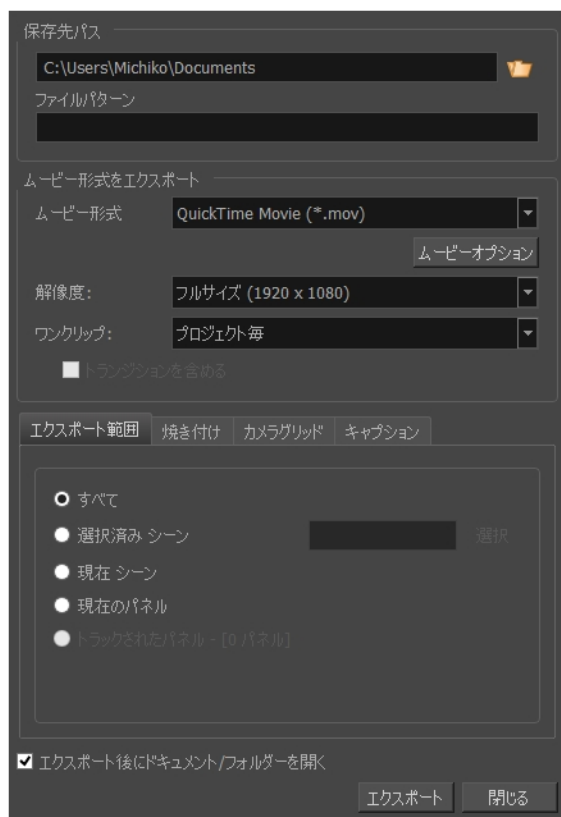 保存先パス
C:\Users\Michiko\Documents
ファイルパターン
ムービー形式をエクスポート
ムービー形式 QuickTime Movie (*.mov)
ムービーオプション
解像度: フルサイズ (1920 x 1080)
ワンクリップ: プロジェクト毎
トランジションを含める
エクスポート範囲 焼き付け カメラグリッド キャプション
すべて
選択済み シーン 選択
現在 シーン
現在のパネル
トラックされたパネル - [0 パネル]
エクスポート後にドキュメント/フォルダーを開く
エクスポート 閉じる